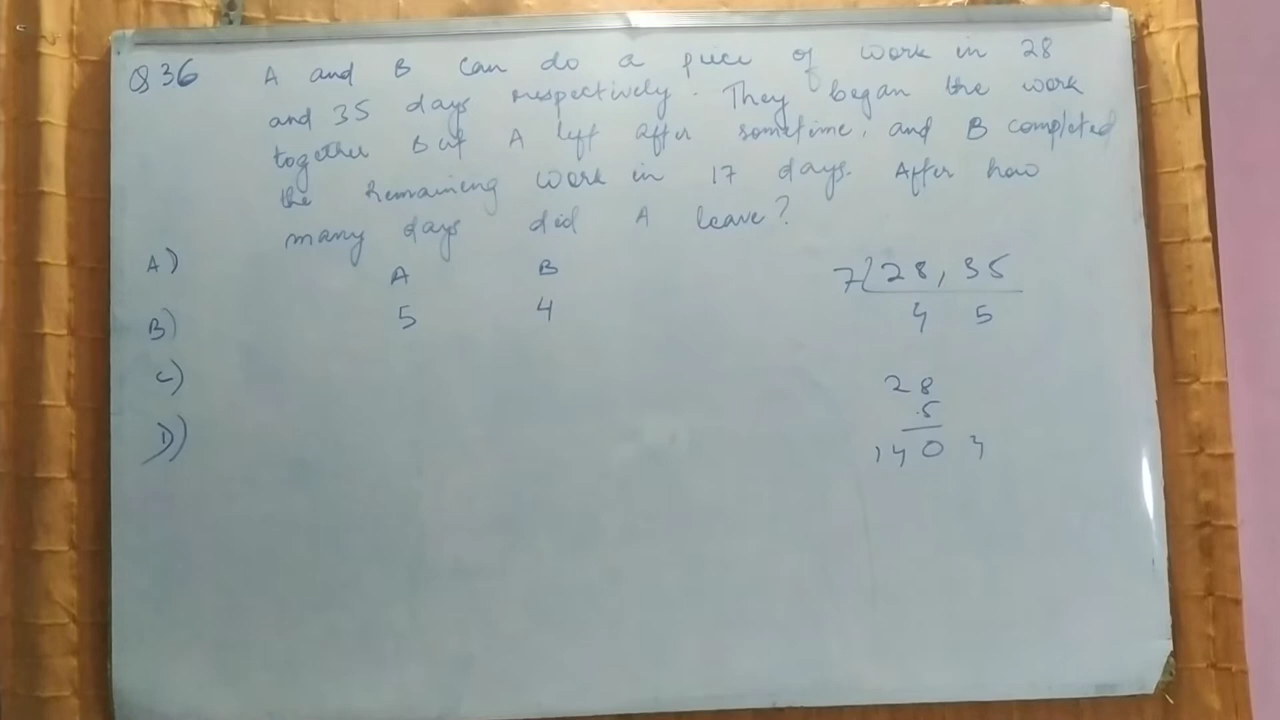 Q 36 A and B can do a piece of work in 28
and 35 days respectively. They began the work
together But A left after sometime, and B completed
the Remaining work in 17 days. After how
many days did A leave?
A)
A B
7 28, 35
B)
5 4
4 5
C)
28
5
D)
140 4